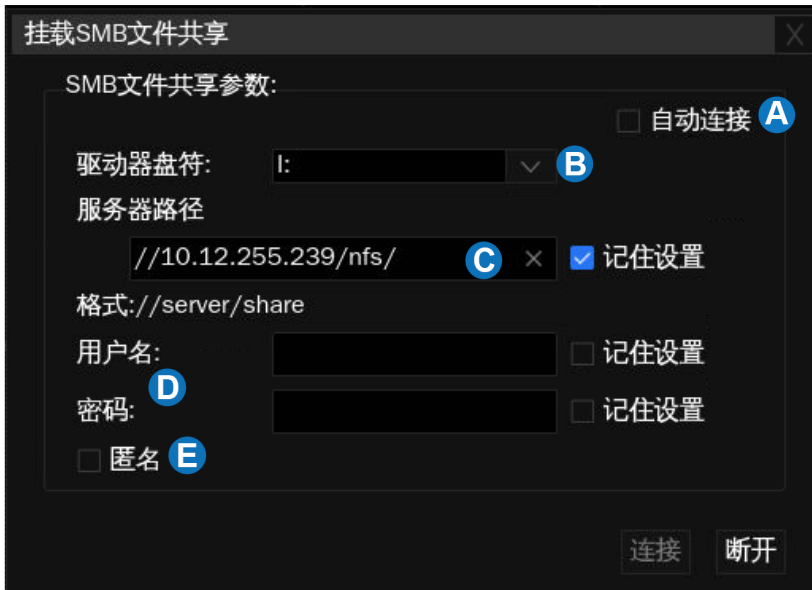 挂载SMB文件共享 X
SMB文件共享参数:
自动连接 A
驱动器盘符: I: B
服务器路径
//10.12.255.239/nfs/ C × 记住设置
格式://server/share
用户名: 记住设置
D
密码: 记住设置
匿名 E
连接 断开